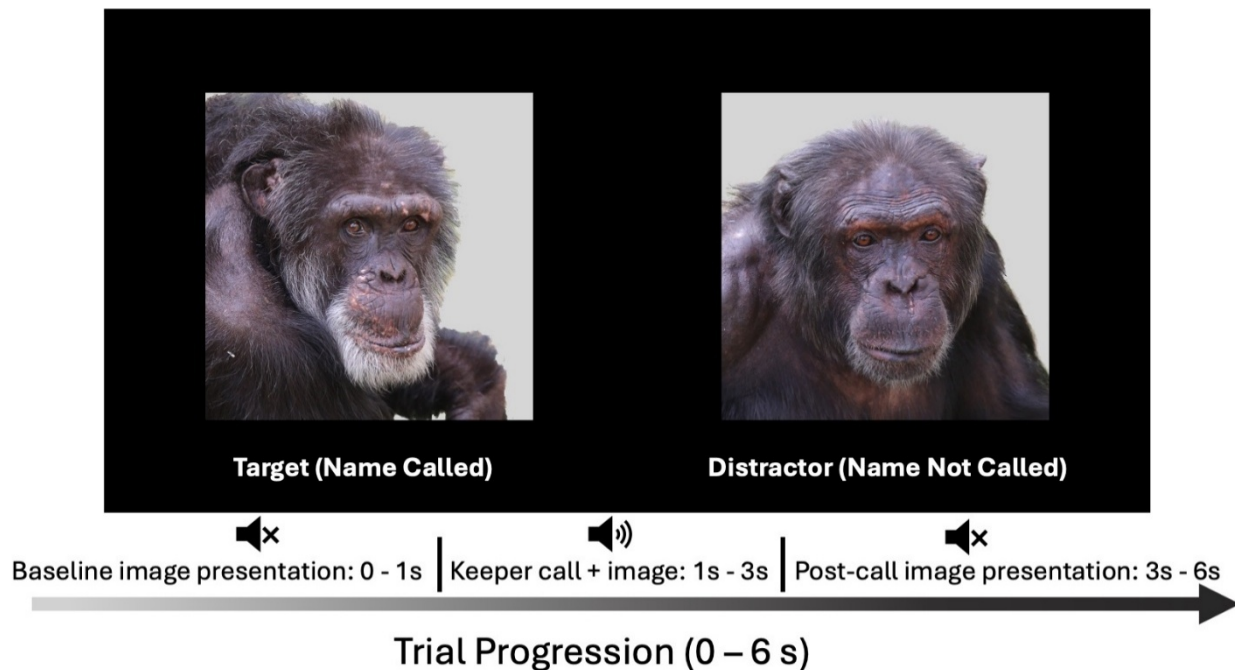 Target (Name Called)
Distractor (Name Not Called)
Baseline image presentation: 0 - 1s
Keeper call + image: 1s - 3s
Post-call image presentation: 3s - 6s
Trial Progression (0 – 6 s)